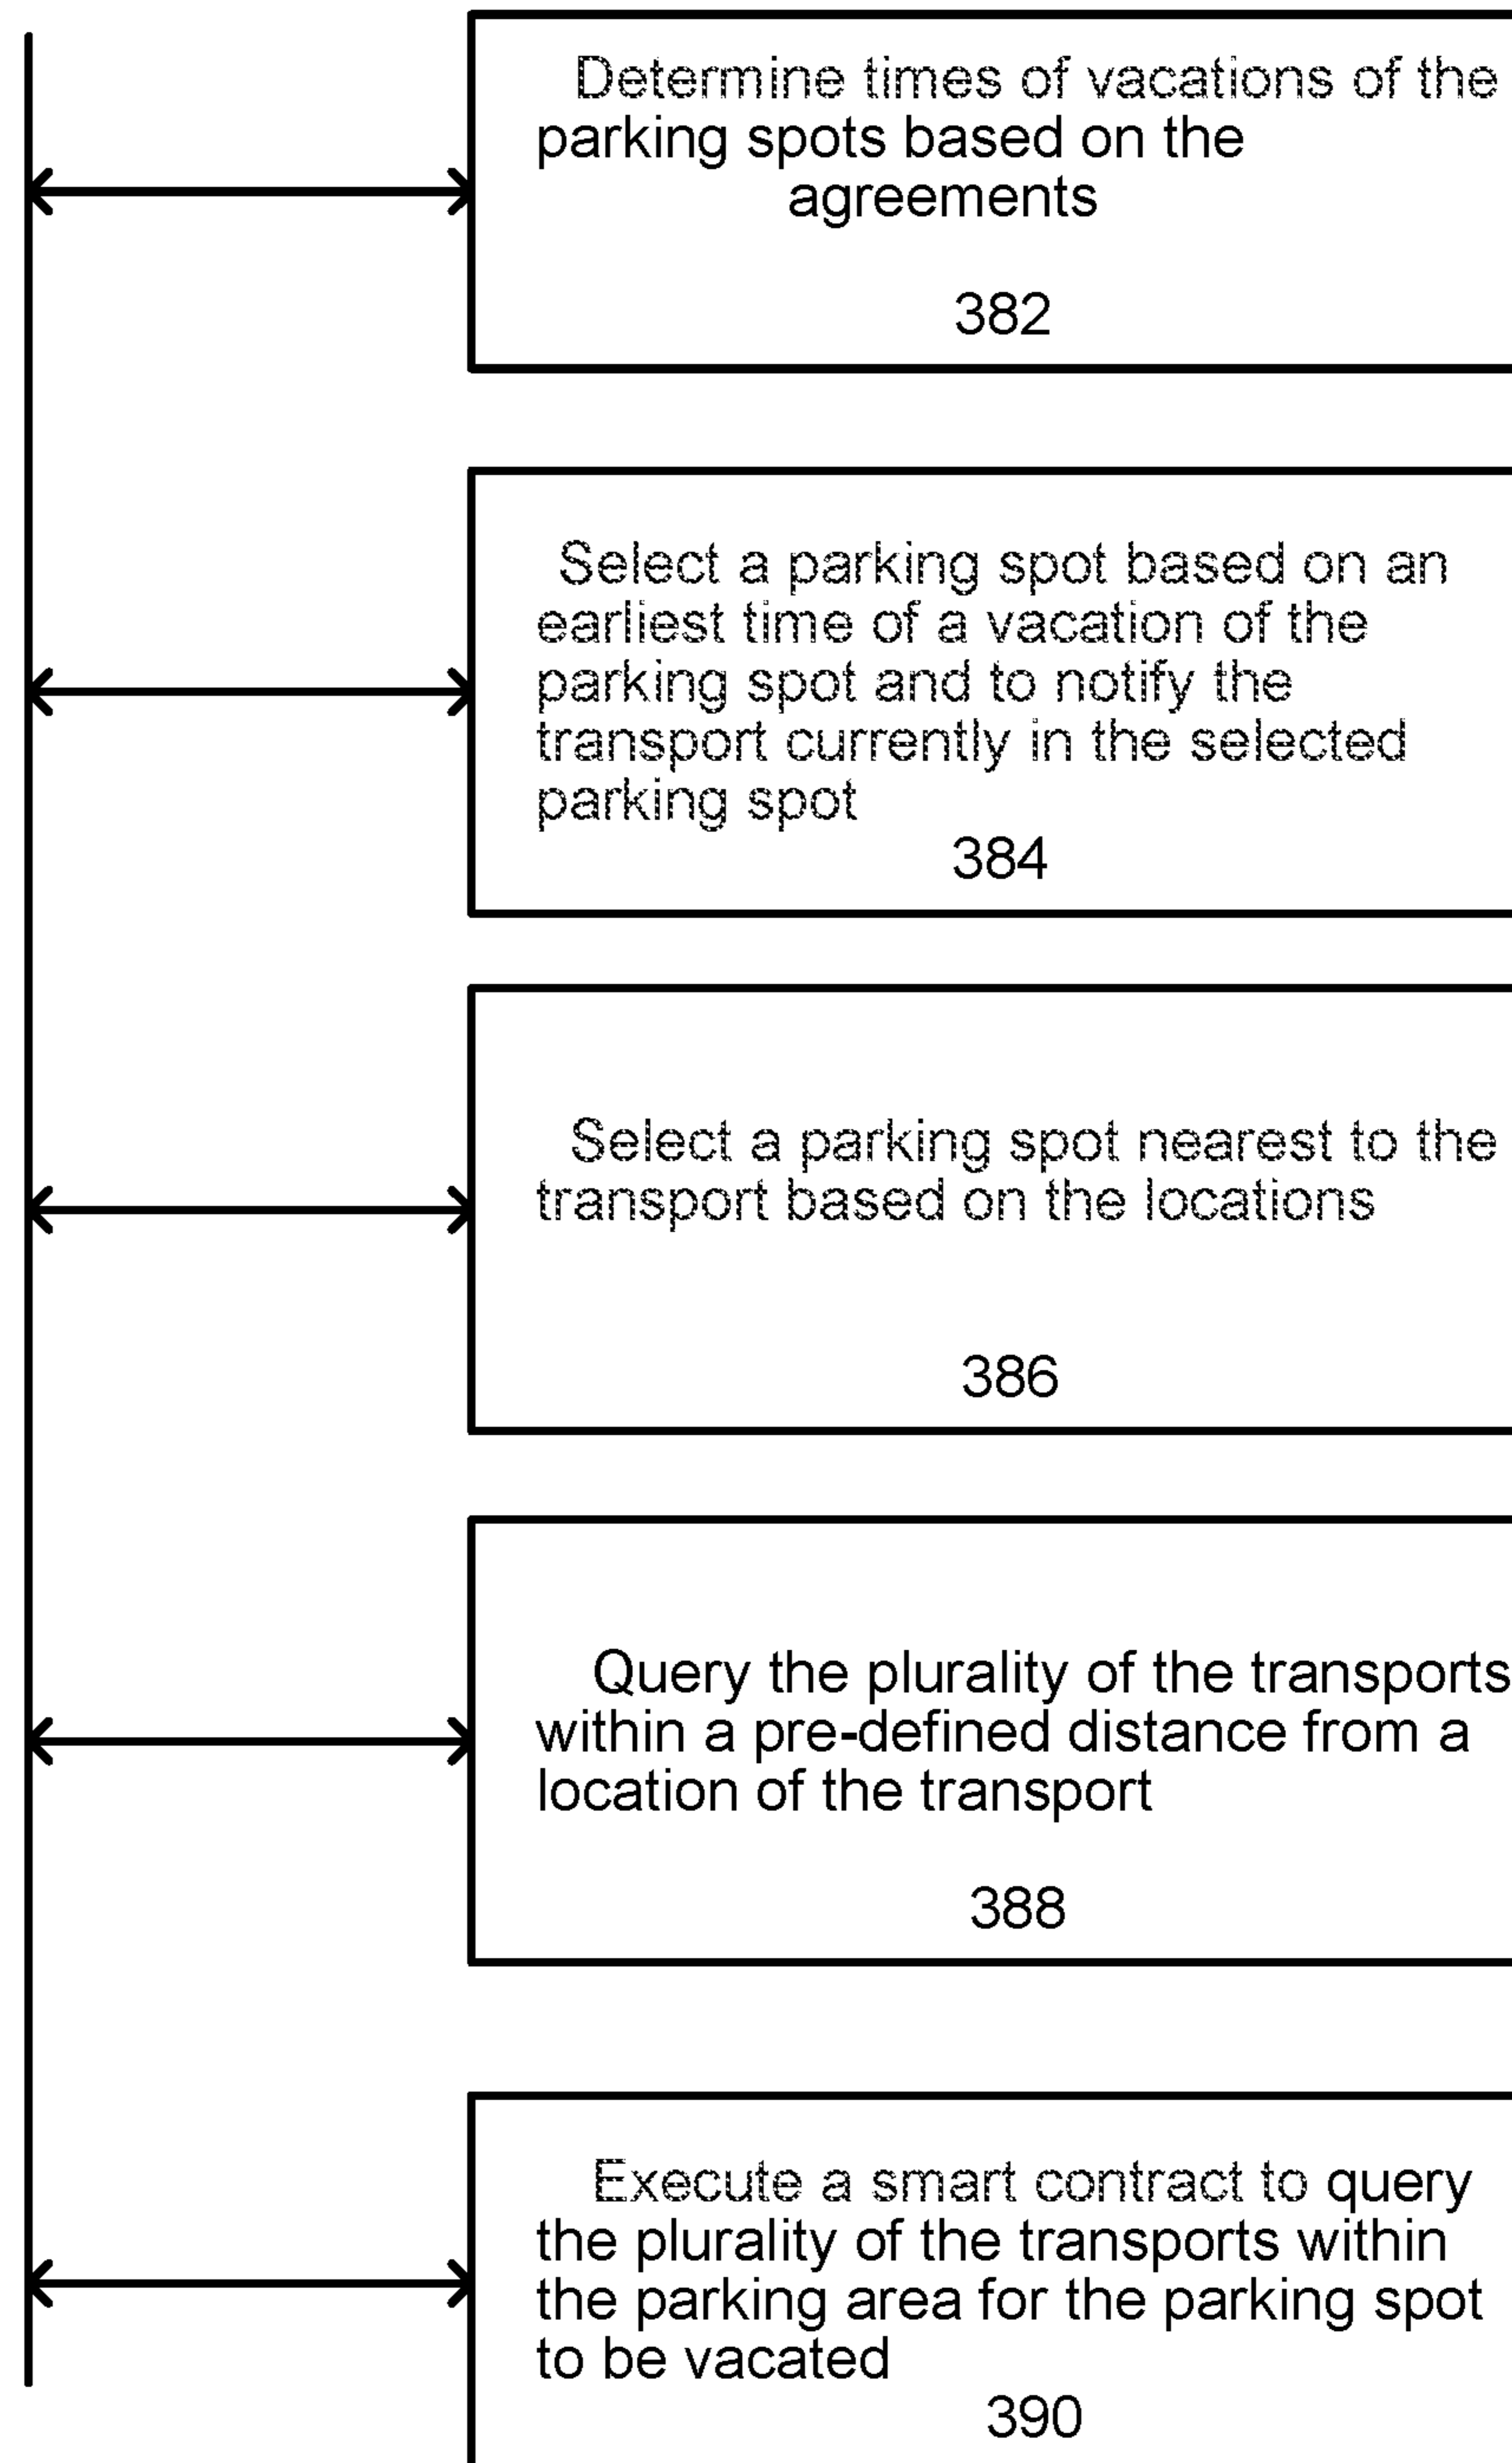 Determine times of vacations of the
parking spots based on the
agreements
382
Select a parking spot based on an
earliest time of a vacation of the
parking spot and to notify the
transport currently in the selected
parking spot
384
Select a parking spot nearest to the
transport based on the locations
386
Query the plurality of the transports
within a pre-defined distance from a
location of the transport
388
Execute a smart contract to query
the plurality of the transports within
the parking area for the parking spot
to be vacated
390